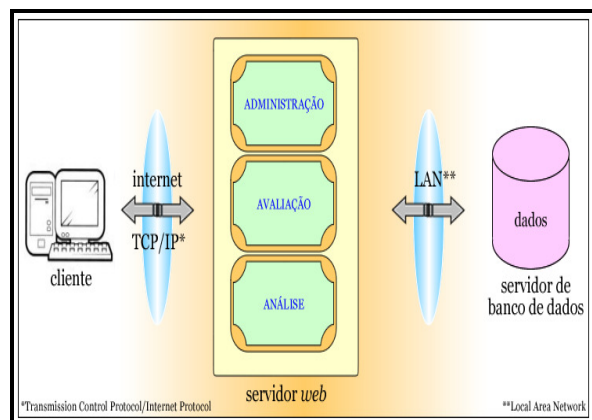 cliente
internet
TCP/IP*
ADMINISTRAÇÃO
AVALIAÇÃO
ANÁLISE
servidor web
LAN**
dados
servidor de
banco de dados
*Transmission Control Protocol/Internet Protocol
**Local Area Network